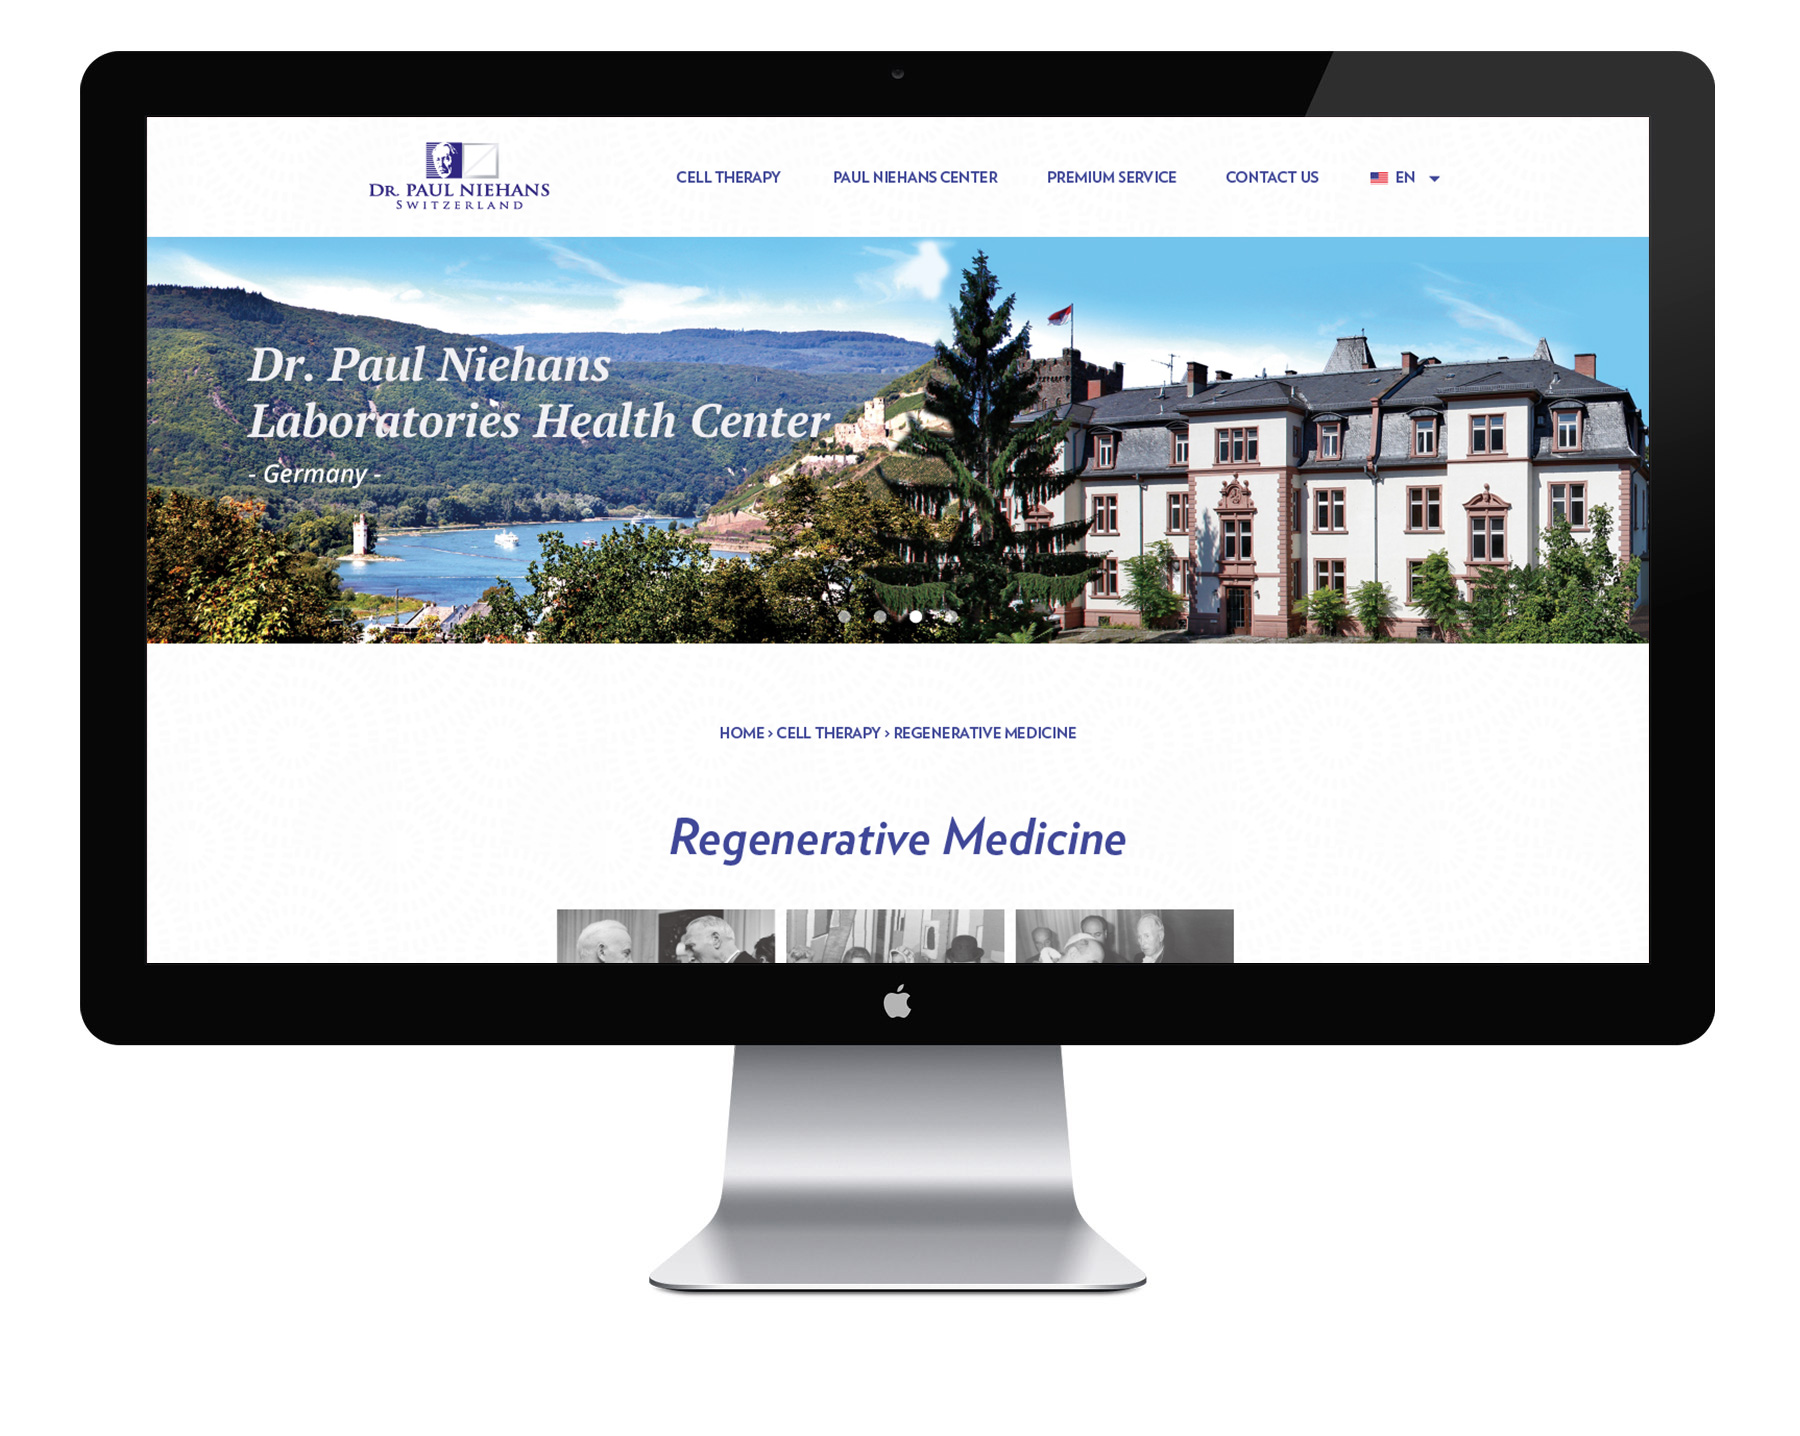 DR. PAUL NIEHANS
SWITZERLAND
CELL THERAPY
PAUL NIEHANS CENTER
PREMIUM SERVICE
CONTACT US
EN
Dr. Paul Niehans
Laboratories Health Center
- Germany -
HOME > CELL THERAPY > REGENERATIVE MEDICINE
Regenerative Medicine